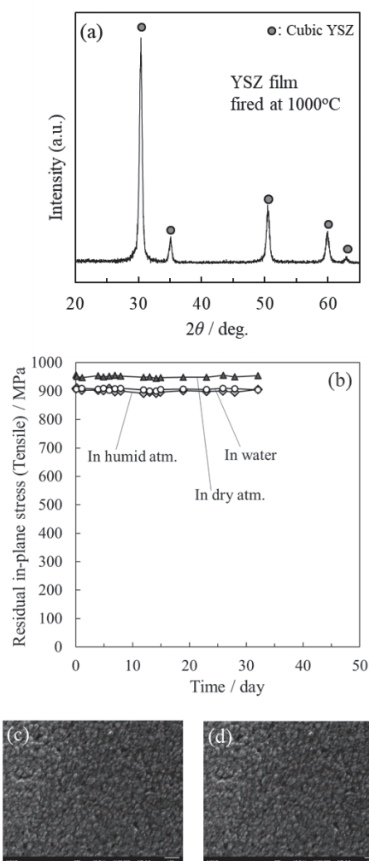 (a)
: Cubic YSZ
YSZ film
fired at 1000°C
Intensity (a.u.)
20 30 40 50 60
2θ / deg.
(b)
Residual in-plane stress (Tensile) / MPa
1000
900
800
700
600
500
400
300
200
100
0
In humid atm.
In water
In dry atm.
0 10 20 30 40 50
Time / day
(c)
(d)